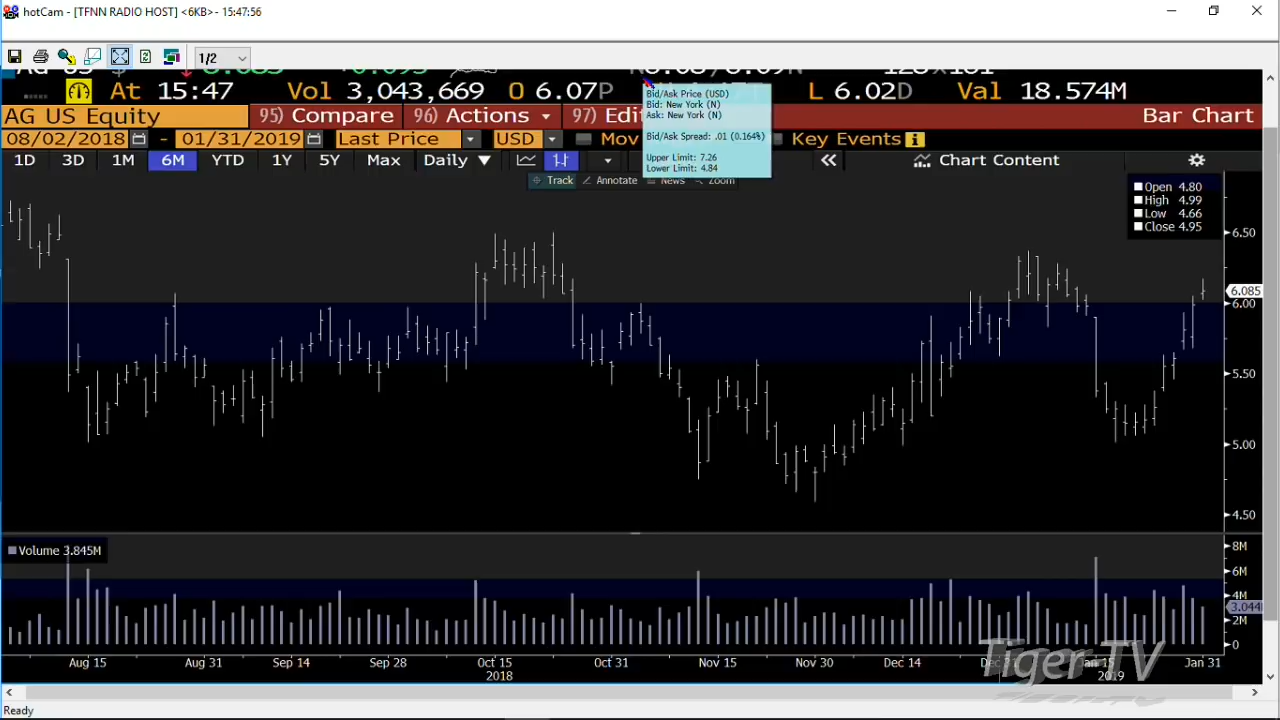 hotCam - [TFNN RADIO HOST] <6KB> - 15:47:56
1/2
At 15:47 Vol 3,043,669 O 6.07P L 6.02D Val 18.574M
Bid/Ask Price (USD)
Bid: New York (N)
Ask: New York (N)
Bid/Ask Spread: .01 (0.164%)
Upper Limit: 7.26
Lower Limit: 4.84
AG US Equity 95) Compare 96) Actions 97) Edit Bar Chart
08/02/2018 - 01/31/2019 Last Price USD Mov Key Events
1D 3D 1M 6M YTD 1Y 5Y Max Daily Chart Content
Track Annotate News Zoom
Open 4.80
High 4.99
Low 4.66
Close 4.95
6.50
6.085
6.00
5.50
5.00
4.50
Volume 3.845M
8M
6M
4M
3.044M
2M
0
Aug 15 Aug 31 Sep 14 Sep 28 Oct 15 Oct 31 Nov 15 Nov 30 Dec 14 Jan 15 Jan 31
2018 2019
Tiger TV
Ready